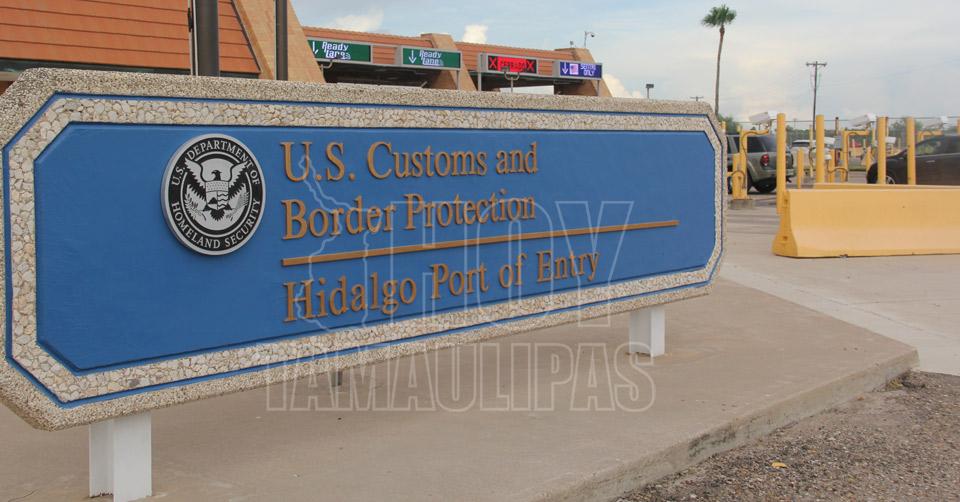 Ready
Lane
Ready
Lane
SENTRI
ONLY
U.S. DEPARTMENT OF
HOMELAND SECURITY
U.S. Customs and
Border Protection
Hidalgo Port of Entry
HOY
TAMAULIPAS